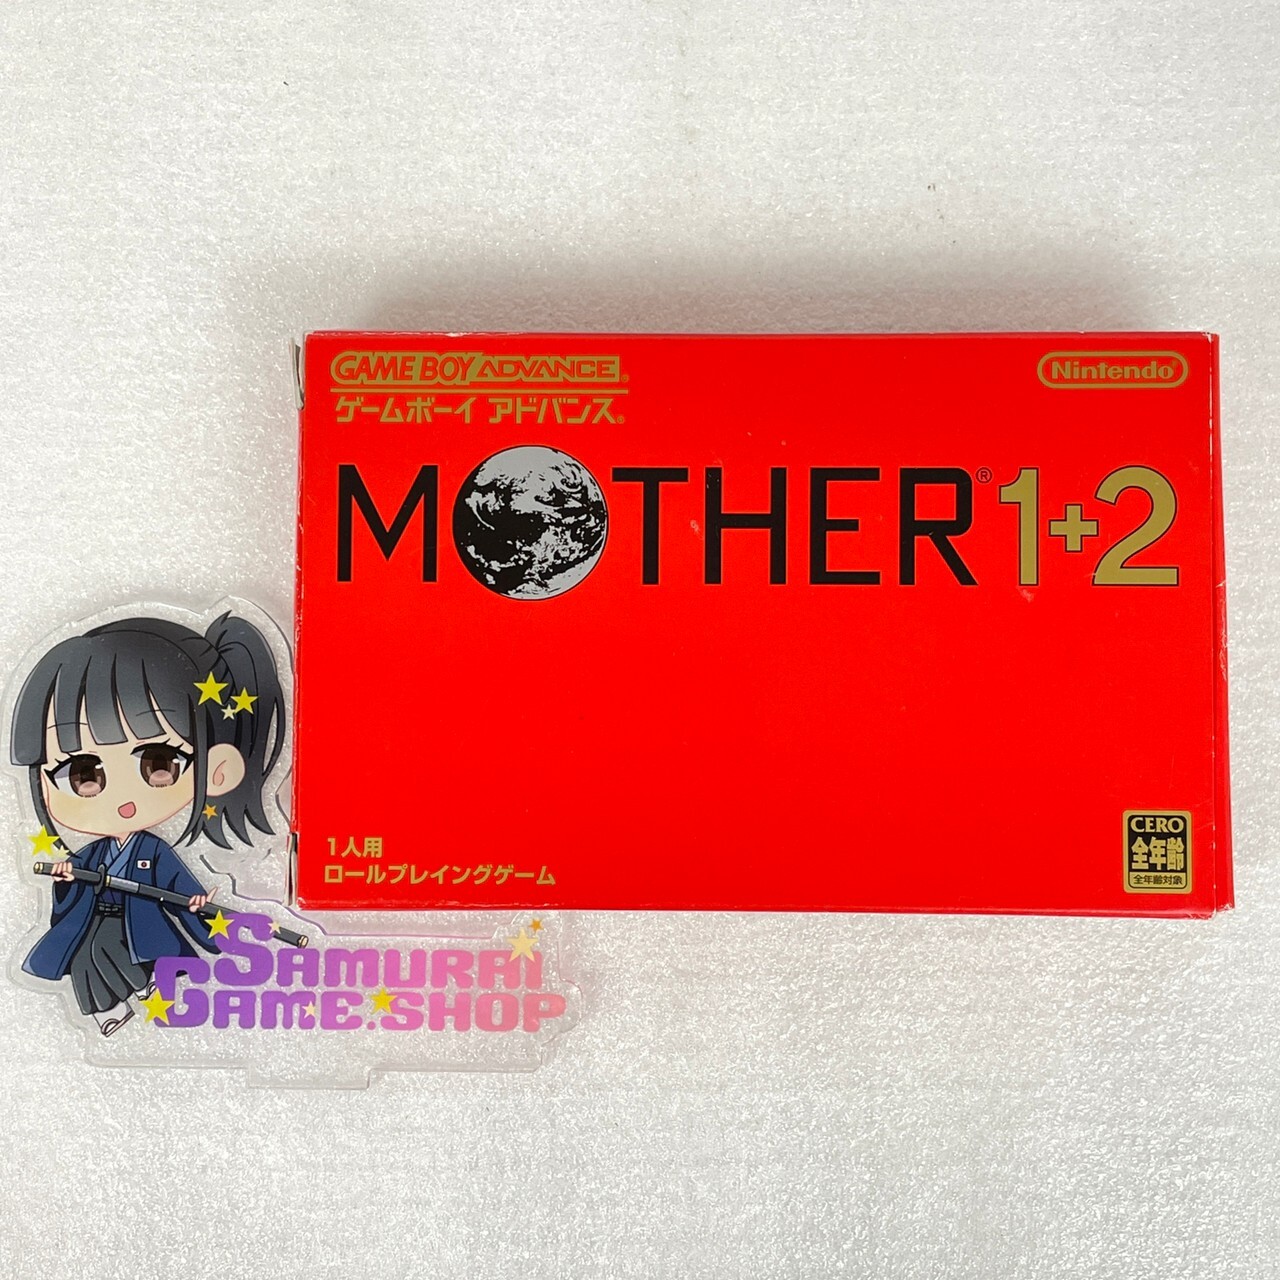 GAME BOY ADVANCE®
Nintendo®
ゲームボーイ アドバンス®
MOTHER® 1+2
1人用
ロールプレイングゲーム
CERO
全年齢
全年齢対象
SAMURAI
GAME.SHOP